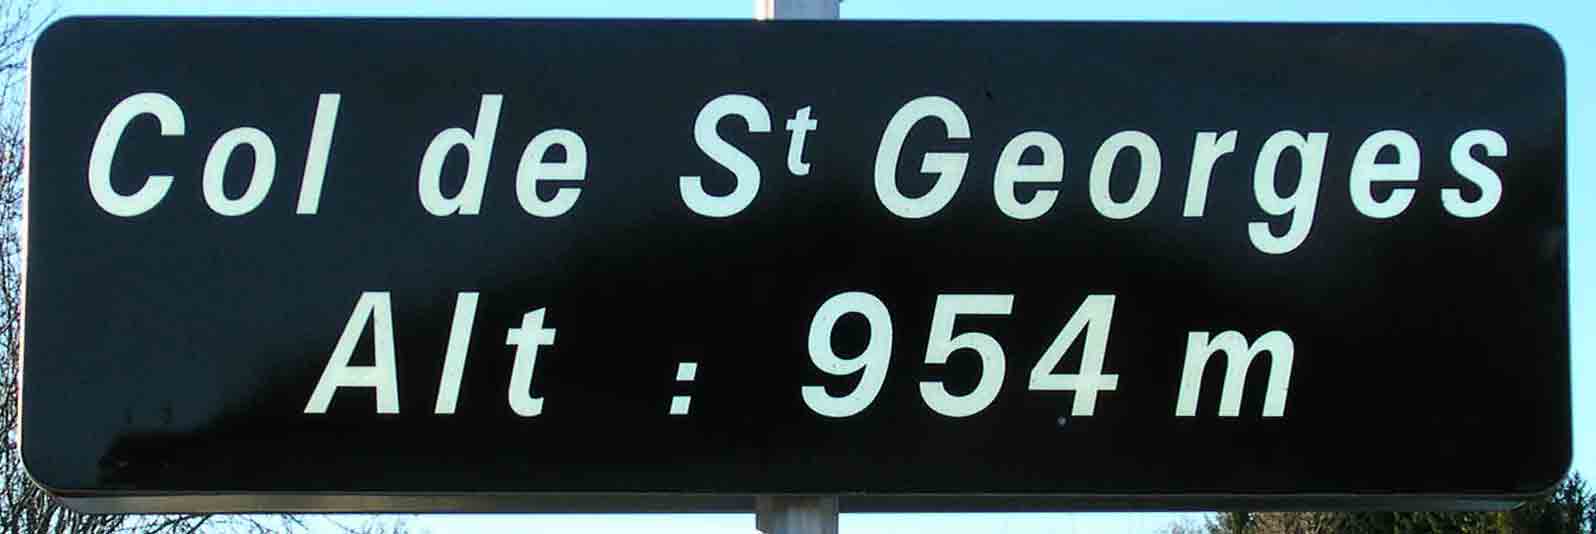 Col de St Georges
Alt : 954 m